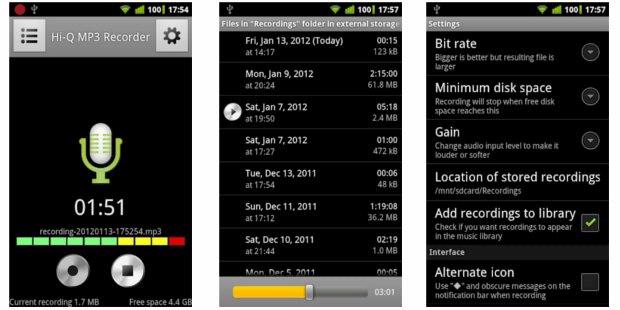 100 17:54
Hi-Q MP3 Recorder
01:51
recording-20120113-175254.mp3
Current recording 1.7 MB
Free space 4.4 GB
100 17:57
Files in "Recordings" folder in external storage
Fri, Jan 13, 2012 (Today) 00:15
at 14:17 123 kB
Mon, Jan 9, 2012 2:15:00
at 20:24 61.8 MB
Sat, Jan 7, 2012 05:18
at 19:50 2.4 MB
Sat, Jan 7, 2012 01:00
at 17:27 472 kB
Tue, Dec 13, 2011 00:06
at 17:54 48 kB
Sun, Dec 11, 2011 1:19:08
at 17:12 36.2 MB
Sat, Dec 10, 2011 02:19
at 21:44 1.0 MB
Mon, Dec 5, 2011 00:05
03:01
100 17:57
Settings
Bit rate
Bigger is better but resulting file is
larger
Minimum disk space
Recording will stop when free disk
space reaches this
Gain
Change audio input level to make it
louder or softer
Location of stored recordings
/mnt/sdcard/Recordings
Add recordings to library
Check if you want recordings to appear
in the music library
Interface
Alternate icon
Use "◆" and obscure messages on the
notification bar when recording